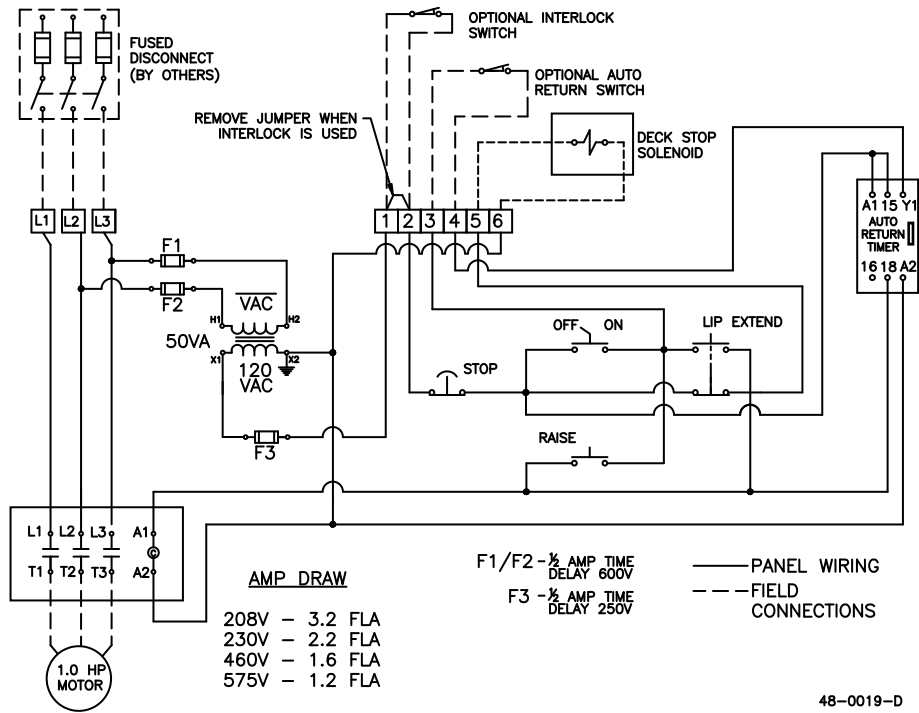 FUSED
DISCONNECT
(BY OTHERS)
OPTIONAL INTERLOCK
SWITCH
OPTIONAL AUTO
RETURN SWITCH
REMOVE JUMPER WHEN
INTERLOCK IS USED
DECK STOP
SOLENOID
L1 L2 L3
1 2 3 4 5 6
A1 15 Y1
AUTO
RETURN
TIMER
16 18 A2
F1
F2
VAC
H1 H2
50VA
X1 X2
120
VAC
F3
OFF ON
LIP EXTEND
STOP
RAISE
L1 L2 L3 A1
C
T1 T2 T3 A2
1.0 HP
MOTOR
AMP DRAW
208V – 3.2 FLA
230V – 2.2 FLA
460V – 1.6 FLA
575V – 1.2 FLA
F1/F2 - ½ AMP TIME
DELAY 600V
F3 - ½ AMP TIME
DELAY 250V
PANEL WIRING
FIELD
CONNECTIONS
48-0019-D